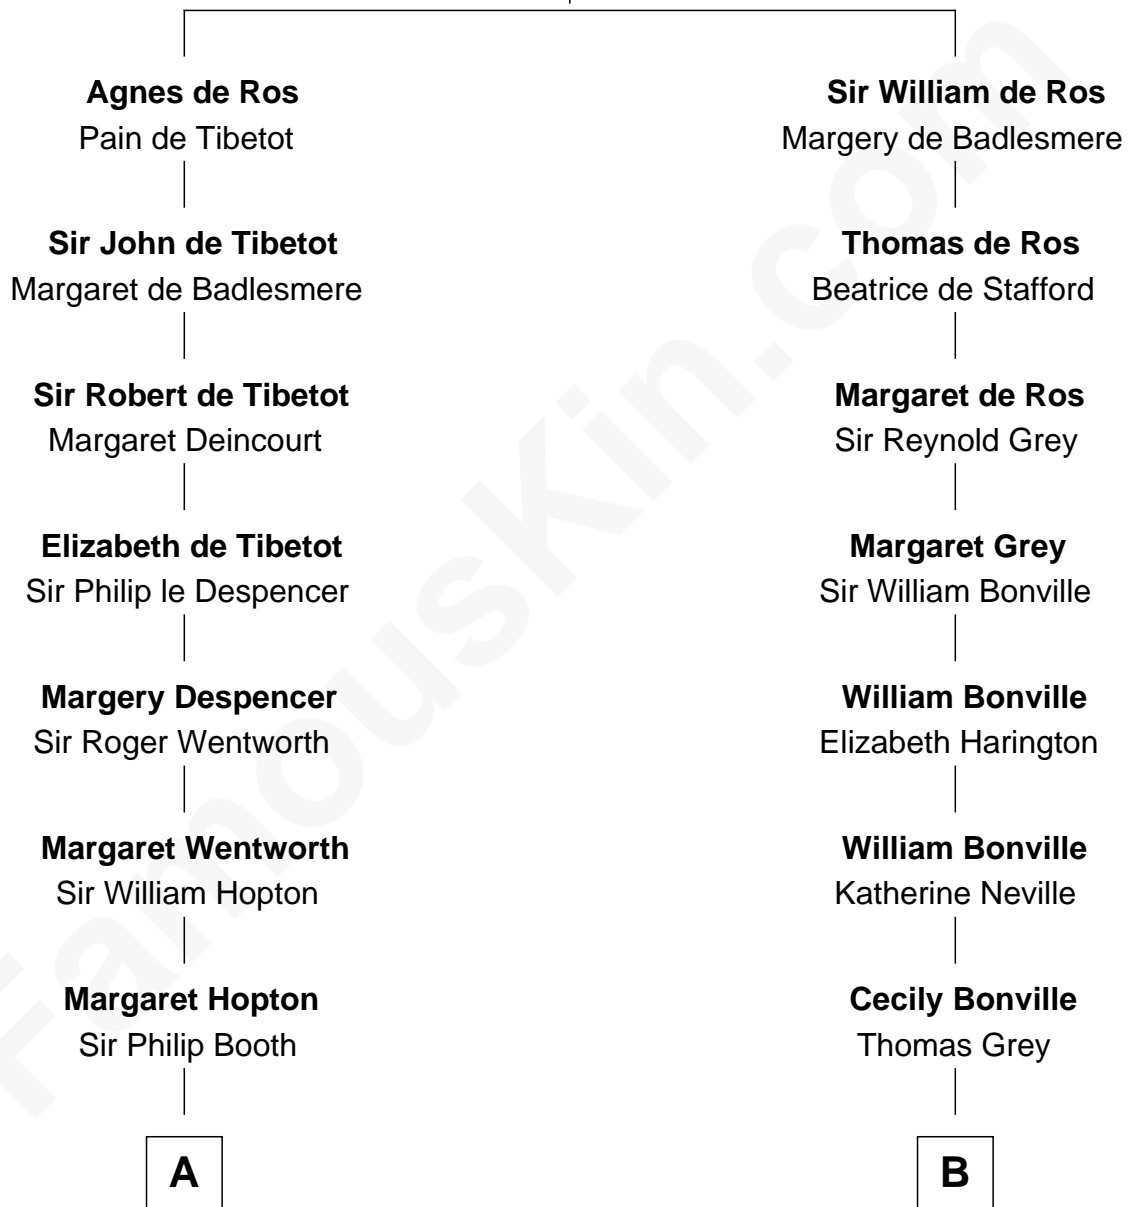 Agnes de Ros
Pain de Tibetot
Sir William de Ros
Margery de Badlesmere
Sir John de Tibetot
Margaret de Badlesmere
Thomas de Ros
Beatrice de Stafford
Sir Robert de Tibetot
Margaret Deincourt
Margaret de Ros
Sir Reynold Grey
Elizabeth de Tibetot
Sir Philip le Despencer
Margaret Grey
Sir William Bonville
Margery Despencer
Sir Roger Wentworth
William Bonville
Elizabeth Harington
Margaret Wentworth
Sir William Hopton
William Bonville
Katherine Neville
Margaret Hopton
Sir Philip Booth
Cecily Bonville
Thomas Grey
A
B
FamousKin.com